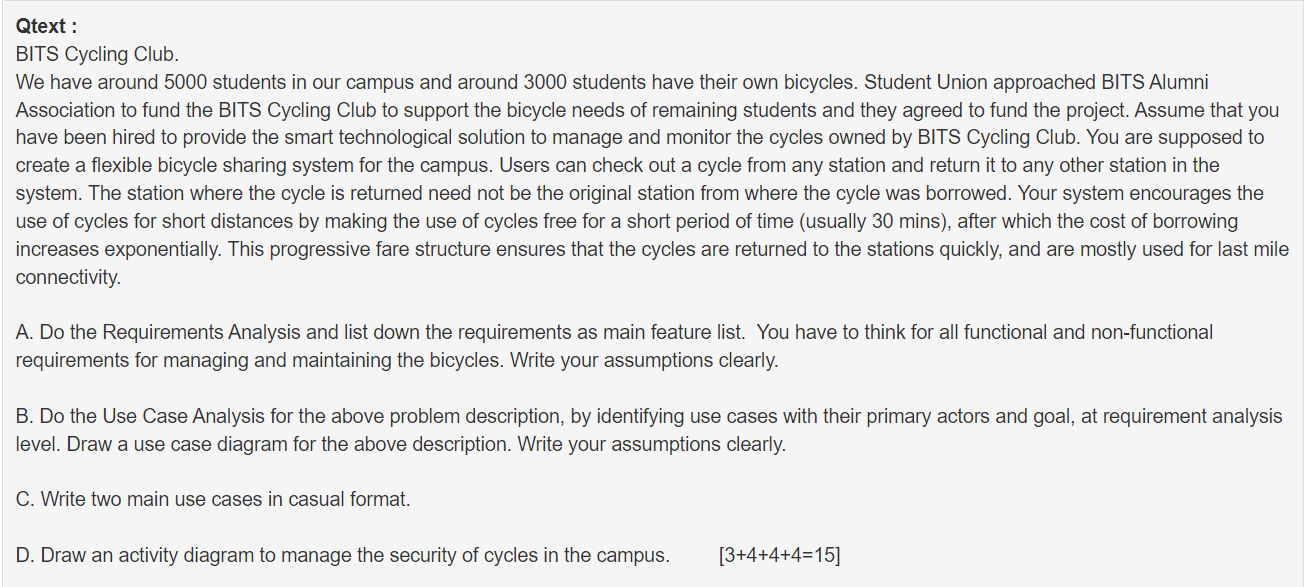 Qtext :
BITS Cycling Club.
We have around 5000 students in our campus and around 3000 students have their own bicycles. Student Union approached BITS Alumni
Association to fund the BITS Cycling Club to support the bicycle needs of remaining students and they agreed to fund the project. Assume that you
have been hired to provide the smart technological solution to manage and monitor the cycles owned by BITS Cycling Club. You are supposed to
create a flexible bicycle sharing system for the campus. Users can check out a cycle from any station and return it to any other station in the
system. The station where the cycle is returned need not be the original station from where the cycle was borrowed. Your system encourages the
use of cycles for short distances by making the use of cycles free for a short period of time (usually 30 mins), after which the cost of borrowing
increases exponentially. This progressive fare structure ensures that the cycles are returned to the stations quickly, and are mostly used for last mile
connectivity.
A. Do the Requirements Analysis and list down the requirements as main feature list.  You have to think for all functional and non-functional
requirements for managing and maintaining the bicycles. Write your assumptions clearly.
B. Do the Use Case Analysis for the above problem description, by identifying use cases with their primary actors and goal, at requirement analysis
level. Draw a use case diagram for the above description. Write your assumptions clearly.
C. Write two main use cases in casual format.
D. Draw an activity diagram to manage the security of cycles in the campus. [3+4+4+4=15]